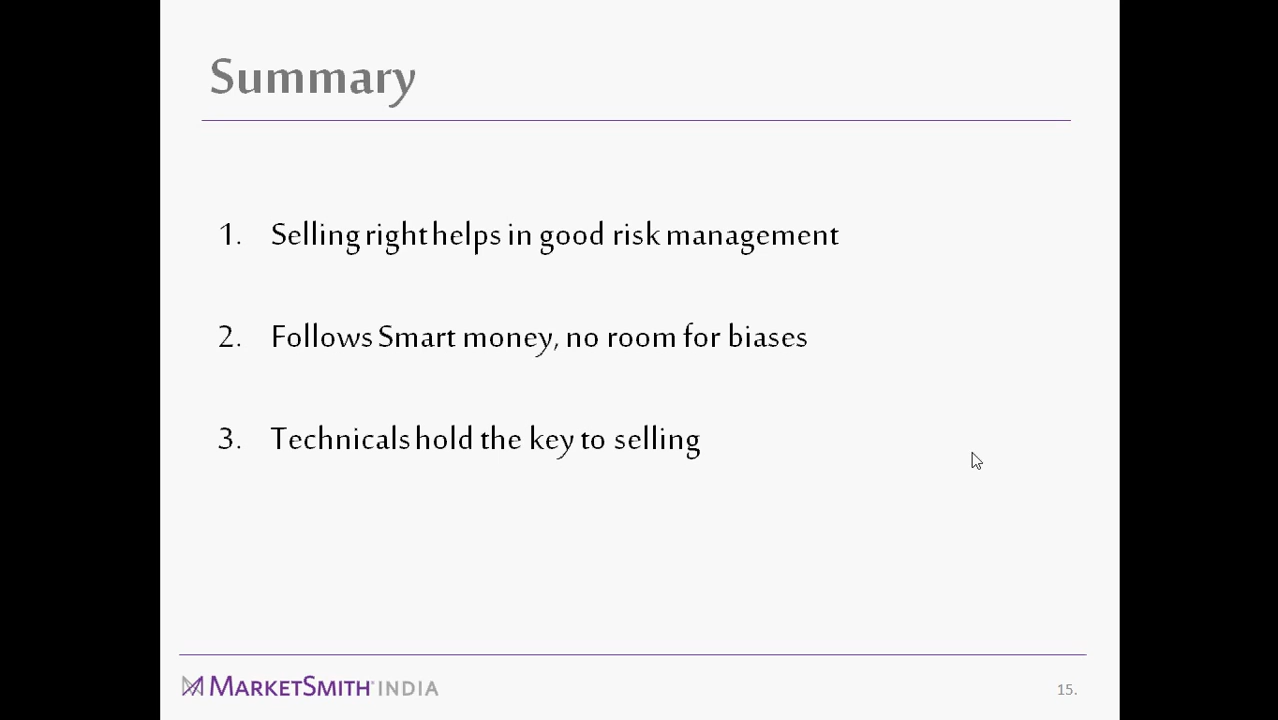 Summary
1. Selling right helps in good risk management
2. Follows Smart money, no room for biases
3. Technicals hold the key to selling
MARKETSMITH INDIA
15.